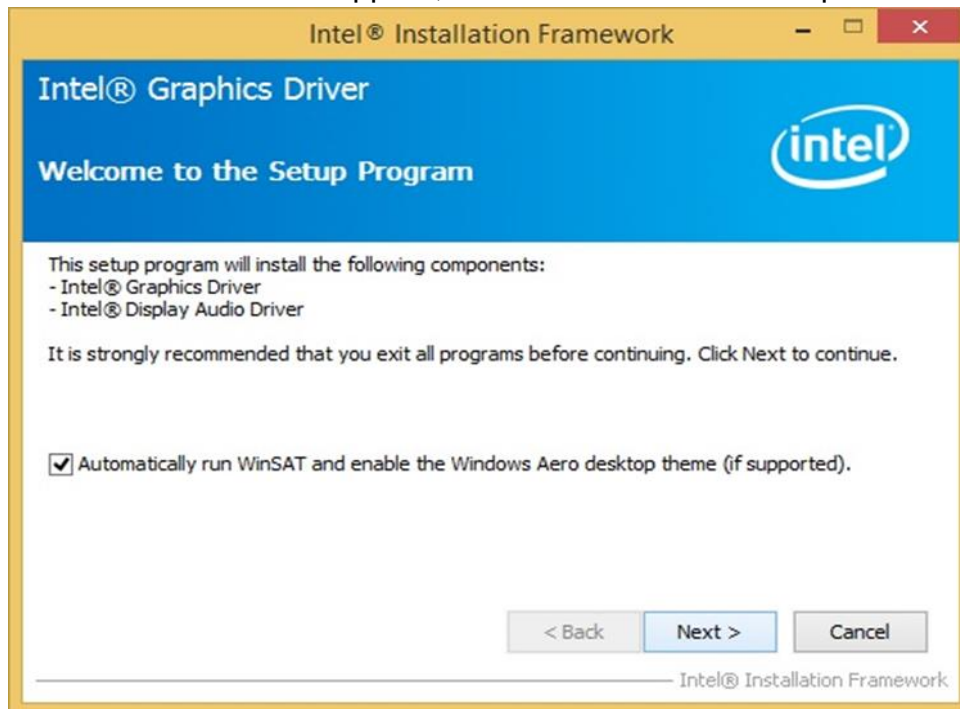 Intel® Installation Framework
Intel® Graphics Driver
intel
Welcome to the Setup Program
This setup program will install the following components:
- Intel® Graphics Driver
- Intel® Display Audio Driver
It is strongly recommended that you exit all programs before continuing. Click Next to continue.
Automatically run WinSAT and enable the Windows Aero desktop theme (if supported).
< Back Next > Cancel
Intel® Installation Framework